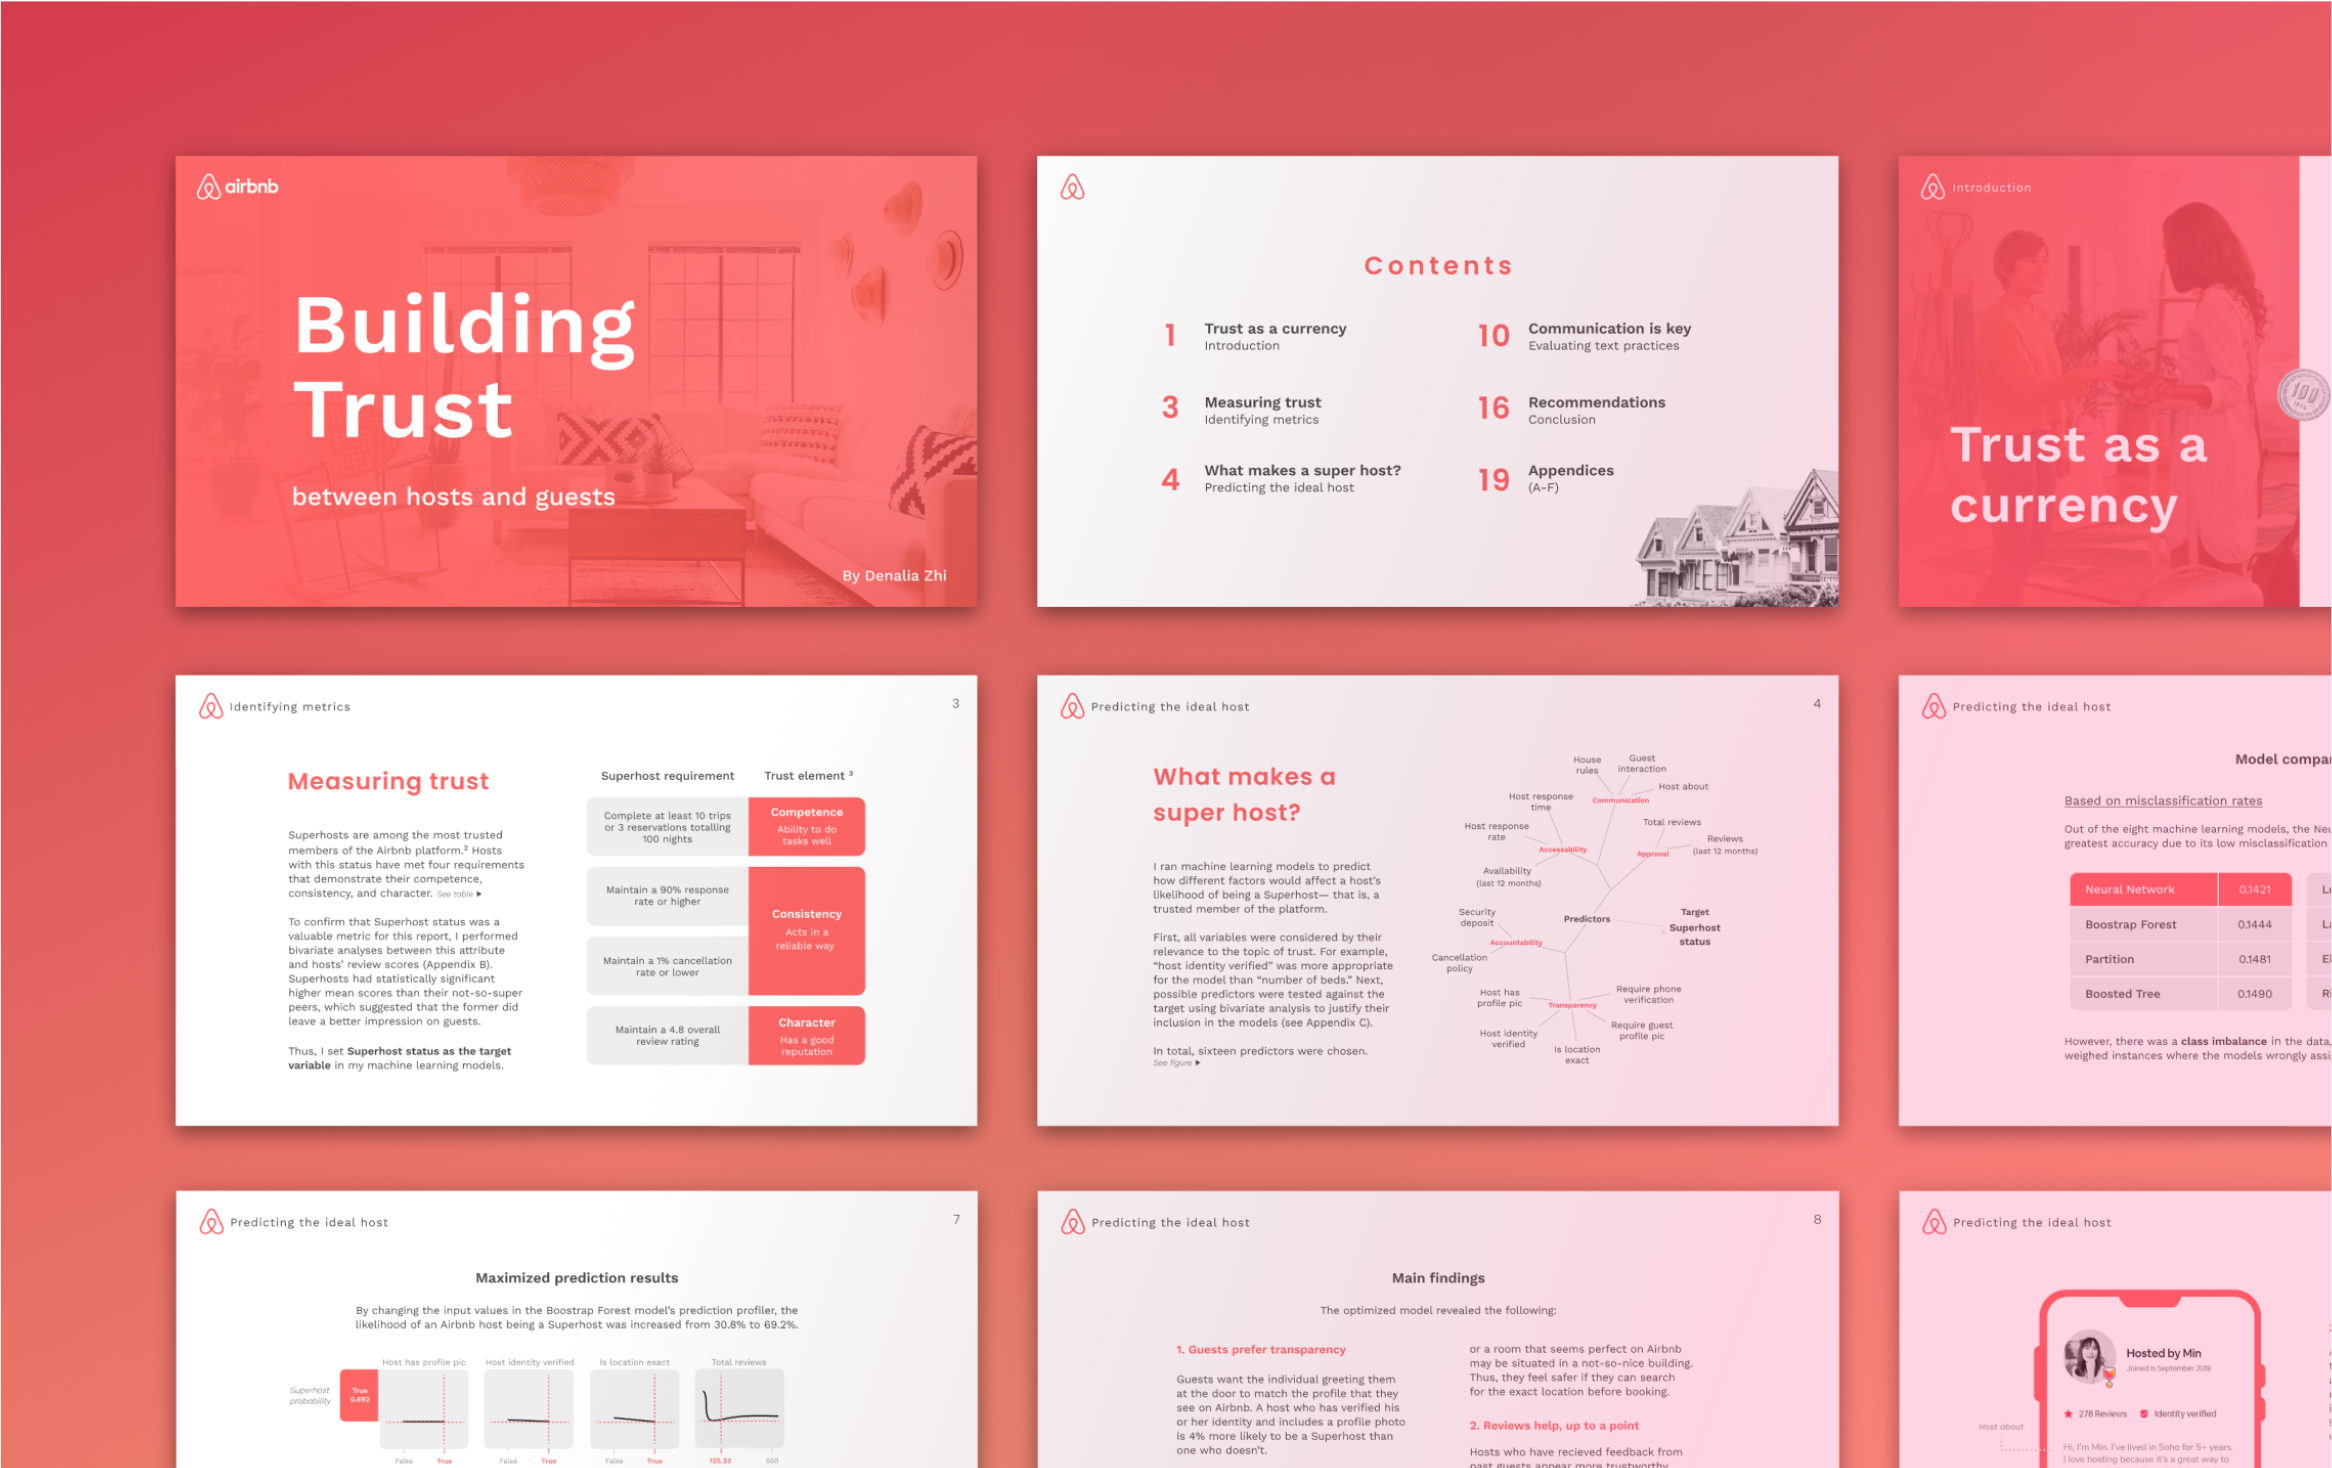 airbnb
Building
Trust
between hosts and guests
By Denalia Zhi
Contents
1
Trust as a currency
Introduction
3
Measuring trust
Identifying metrics
4
What makes a super host?
Predicting the ideal host
10
Communication is key
Evaluating text practices
16
Recommendations
Conclusion
19
Appendices
(A-F)
Introduction
100
Trust as a
currency
Identifying metrics
3
Measuring trust
Superhosts are among the most trusted
members of the Airbnb platform.² Hosts
with this status have met four requirements
that demonstrate their competence,
consistency, and character. See table ▶
To confirm that Superhost status was a
valuable metric for this report, I performed
bivariate analyses between this attribute
and hosts' review scores (Appendix B).
Superhosts had statistically significant
higher mean scores than their not-so-super
peers, which suggested that the former did
leave a better impression on guests.
Thus, I set Superhost status as the target
variable in my machine learning models.
Superhost requirement
Trust element ³
Complete at least 10 trips
or 3 reservations totalling
100 nights
Competence
Ability to do
tasks well
Maintain a 90% response
rate or higher
Consistency
Acts in a
reliable way
Maintain a 1% cancellation
rate or lower
Maintain a 4.8 overall
review rating
Character
Has a good
reputation
Predicting the ideal host
4
What makes a
super host?
I ran machine learning models to predict
how different factors would affect a host's
likelihood of being a Superhost— that is, a
trusted member of the platform.
First, all variables were considered by their
relevance to the topic of trust. For example,
“host identity verified” was more appropriate
for the model than “number of beds.” Next,
possible predictors were tested against the
target using bivariate analysis to justify their
inclusion in the models (see Appendix C).
In total, sixteen predictors were chosen.
See figure ▶
House
rules
Guest
interaction
Host about
Communication
Host response
time
Host response
rate
Accessability
Availability
(last 12 months)
Total reviews
Reviews
(last 12 months)
Approval
Predictors
Target
Superhost
status
Security
deposit
Accountability
Cancellation
policy
Host has
profile pic
Transparency
Require phone
verification
Host identity
verified
Require guest
profile pic
Is location
exact
Predicting the ideal host
Model compa
Based on misclassification rates
Out of the eight machine learning models, the Neu
greatest accuracy due to its low misclassification
Neural Network 0.1421
Boostrap Forest 0.1444
Partition 0.1481
Boosted Tree 0.1490
However, there was a class imbalance in the data,
weighed instances where the models wrongly assi
Predicting the ideal host
7
Maximized prediction results
By changing the input values in the Boostrap Forest model's prediction profiler, the
likelihood of an Airbnb host being a Superhost was increased from 30.8% to 69.2%.
Host has profile pic
Host identity verified
Is location exact
Total reviews
Superhost
probability
True
0.692
False True
False True
False True
125.33 550
Predicting the ideal host
8
Main findings
The optimized model revealed the following:
1. Guests prefer transparency
Guests want the individual greeting them
at the door to match the profile that they
see on Airbnb. A host who has verified his
or her identity and includes a profile photo
is 4% more likely to be a Superhost than
one who doesn't.
or a room that seems perfect on Airbnb
may be situated in a not-so-nice building.
Thus, they feel safer if they can search
for the exact location before booking.
2. Reviews help, up to a point
Hosts who have recieved feedback from
past guests appear more trustworthy
Predicting the ideal host
Hosted by Min
Joined in September 2018
276 Reviews
Identity verified
Host about
Hi, I'm Min. I've lived in Soho for 5+ years.
I love hosting because it's a great way to